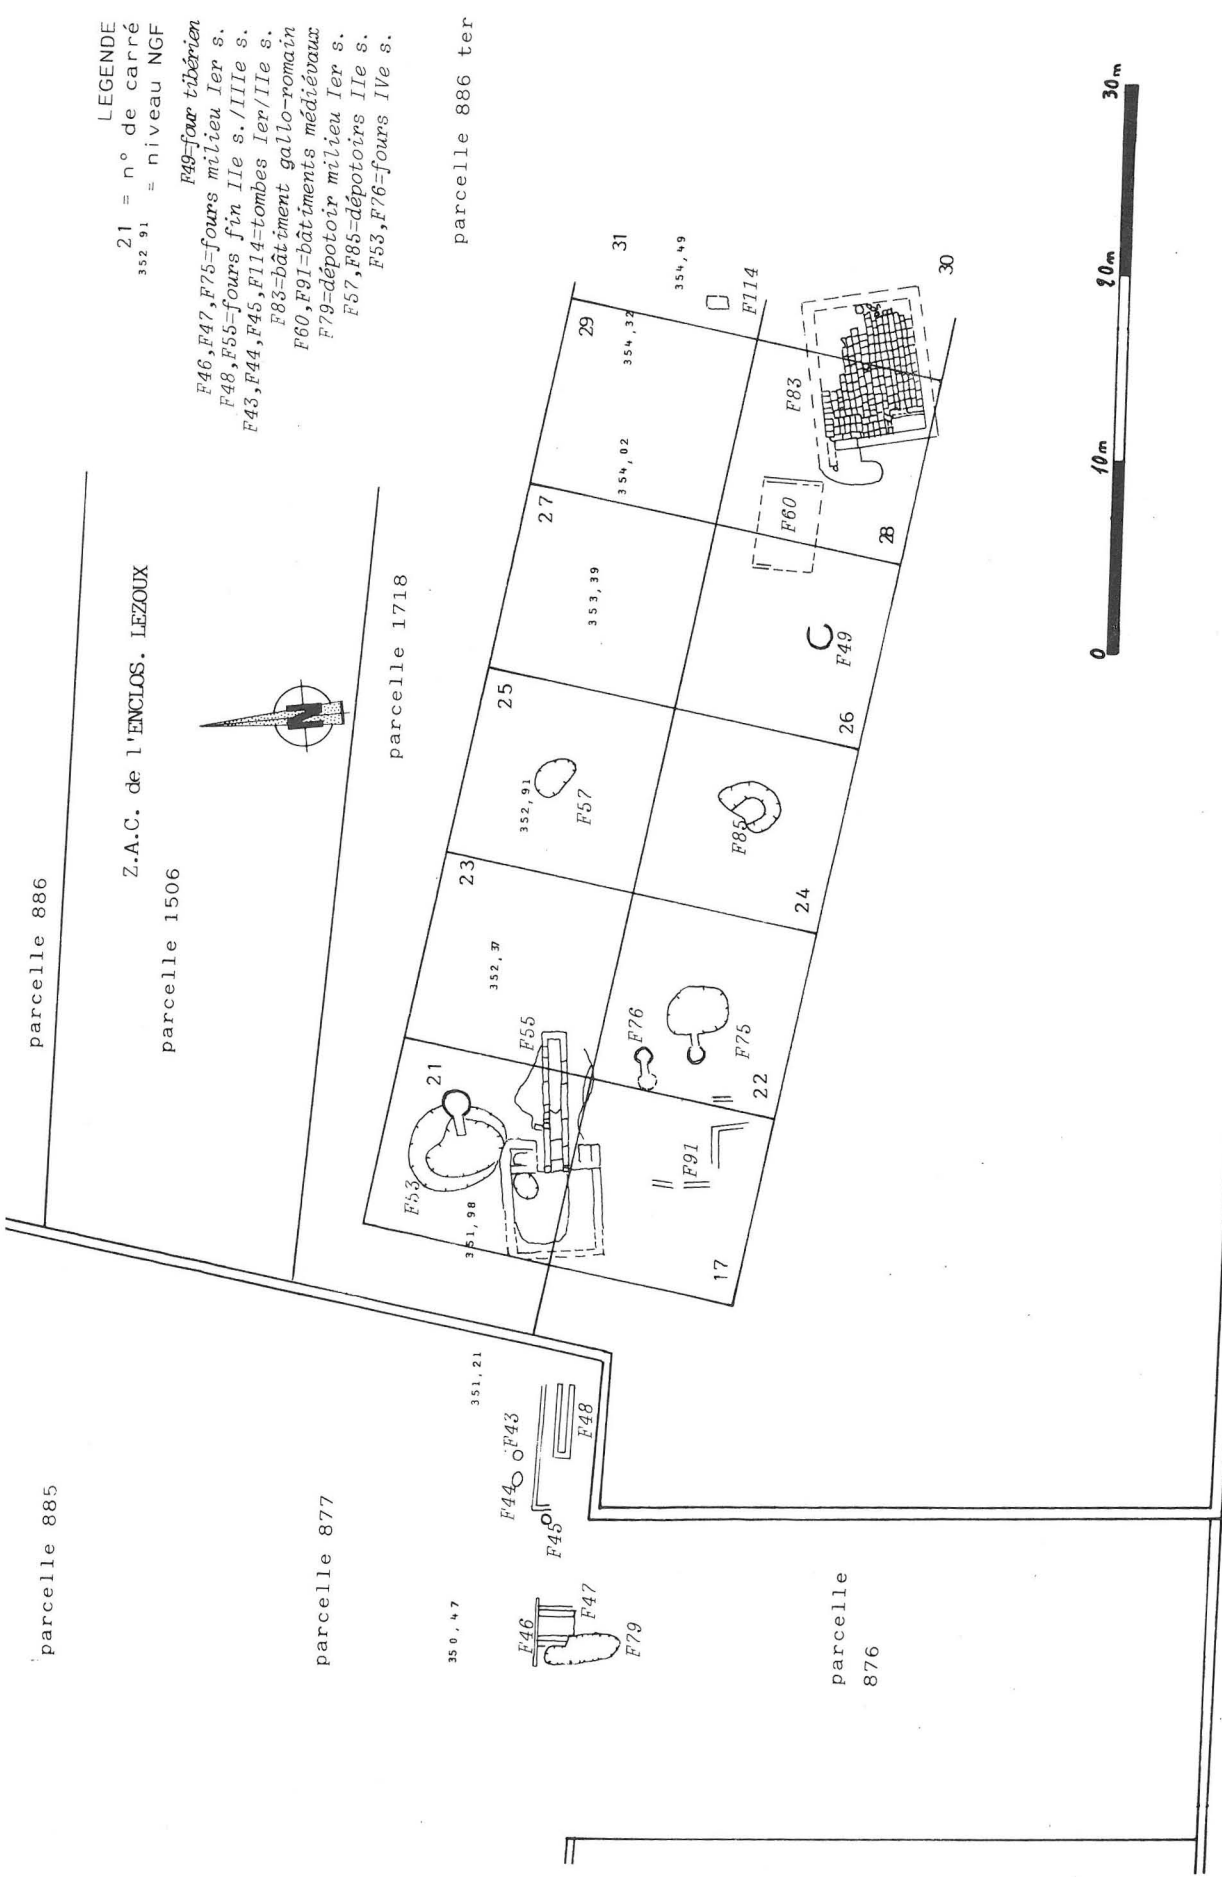 LEGENDE
21 = n° de carré
352 91 = niveau NGF
F49=four tibérien
F46,F47,F75=fours milieu Ier s.
F48,F55=fours fin IIe s./IIIe s.
F43,F44,F45,F114=tombes Ier/IIe s.
F83=bâtiment gallo-romain
F60,F91=bâtiments médiévaux
F79=dépotoir milieu Ier s.
F57,F85=dépotoirs IIe s.
F53,F76=fours IVe s.
Z.A.C. de l'ENCLOS. LEZOUX
parcelle 885
parcelle 886
parcelle 1506
parcelle 1718
parcelle 886 ter
parcelle 877
parcelle
876
N
350,47
351,21
351,98
352,37
352,91
353,39
354,02
354,32
354,49
21
23
25
27
29
31
17
22
24
26
28
30
F46
F47
F79
F45
F44
F43
F48
F53
F55
F91
F76
F75
F57
F85
F49
F60
F83
F114
0
10m
20m
30m